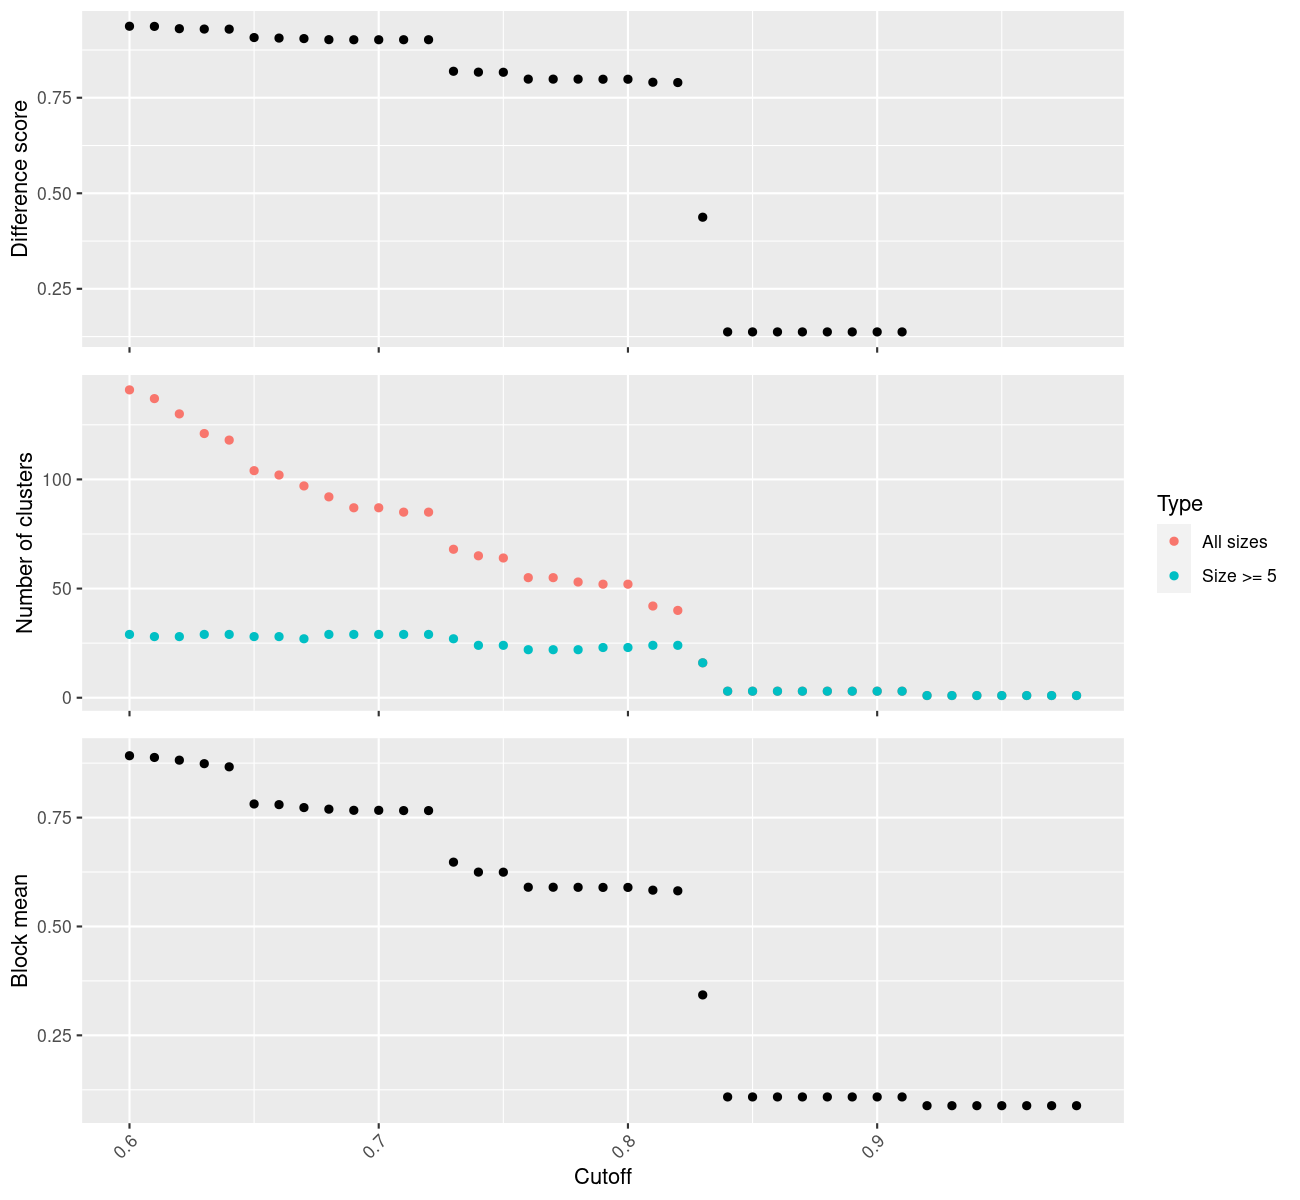 Difference score
0.75
0.50
0.25
Number of clusters
100
50
0
Type
All sizes
Size >= 5
Block mean
0.75
0.50
0.25
0.6
0.7
0.8
0.9
Cutoff